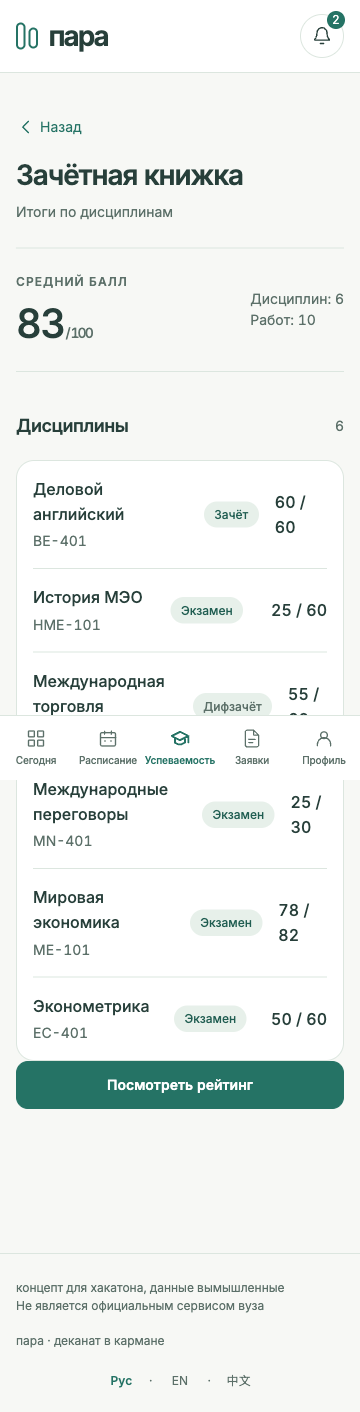 пара
2
Назад
Зачётная книжка
Итоги по дисциплинам
СРЕДНИЙ БАЛЛ
83/100
Дисциплин: 6
Работ: 10
Дисциплины 6
Деловой
английский
BE-401
Зачёт
60 /
60
История МЭО
HME-101
Экзамен
25 / 60
Международная
торговля
Дифзачёт
55 /
Сегодня
Расписание
Успеваемость
Заявки
Профиль
Международные
переговоры
MN-401
Экзамен
25 /
30
Мировая
экономика
ME-101
Экзамен
78 /
82
Эконометрика
EC-401
Экзамен
50 / 60
Посмотреть рейтинг
концепт для хакатона, данные вымышленные
Не является официальным сервисом вуза
пара · деканат в кармане
Рус · EN · 中文